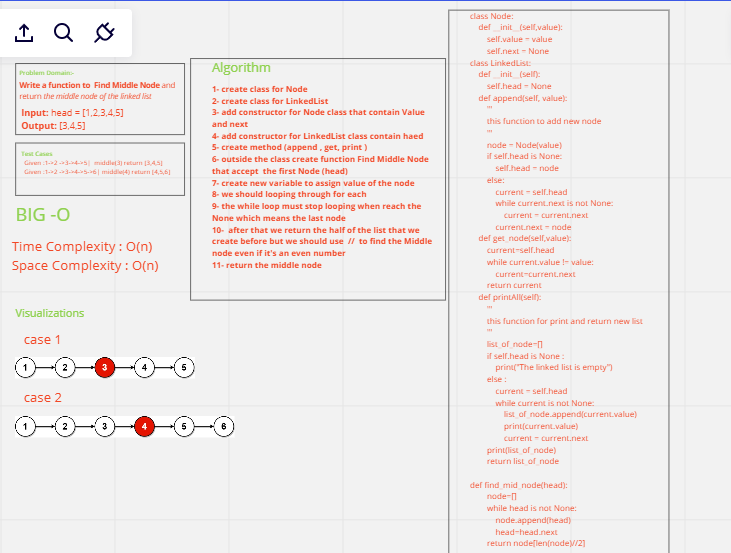 Problem Domain:-
Write a function to Find Middle Node and
return the middle node of the linked list
Input: head = [1,2,3,4,5]
Output: [3,4,5]
Test Cases
Given :1->2 ->3->4->5| middle(3) return [3,4,5]
Given :1->2 ->3->4->5->6| middle(4) return [4,5,6]
BIG -O
Time Complexity : O(n)
Space Complexity : O(n)
Visualizations
case 1
1 2 3 4 5
case 2
1 2 3 4 5 6
Algorithm
1- create class for Node
2- create class for LinkedList
3- add constructor for Node class that contain Value
and next
4- add constructor for LinkedList class contain haed
5- create method (append , get, print )
6- outside the class create function Find Middle Node
that accept the first Node (head)
7- create new variable to assign value of the node
8- we should looping through for each
9- the while loop must stop looping when reach the
None which means the last node
10- after that we return the half of the list that we
create before but we should use // to find the Middle
node even if it's an even number
11- return the middle node
class Node:
def __init__(self,value):
self.value = value
self.next = None
class LinkedList:
def __init__(self):
self.head = None
def append(self, value):
'''
this function to add new node
'''
node = Node(value)
if self.head is None:
self.head = node
else:
current = self.head
while current.next is not None:
current = current.next
current.next = node
def get_node(self,value):
current=self.head
while current.value != value:
current=current.next
return current
def printAll(self):
'''
this function for print and return new list
'''
list_of_node=[]
if self.head is None :
print("The linked list is empty")
else :
current = self.head
while current is not None:
list_of_node.append(current.value)
print(current.value)
current = current.next
print(list_of_node)
return list_of_node
def find_mid_node(head):
node=[]
while head is not None:
node.append(head)
head=head.next
return node[len(node)//2]